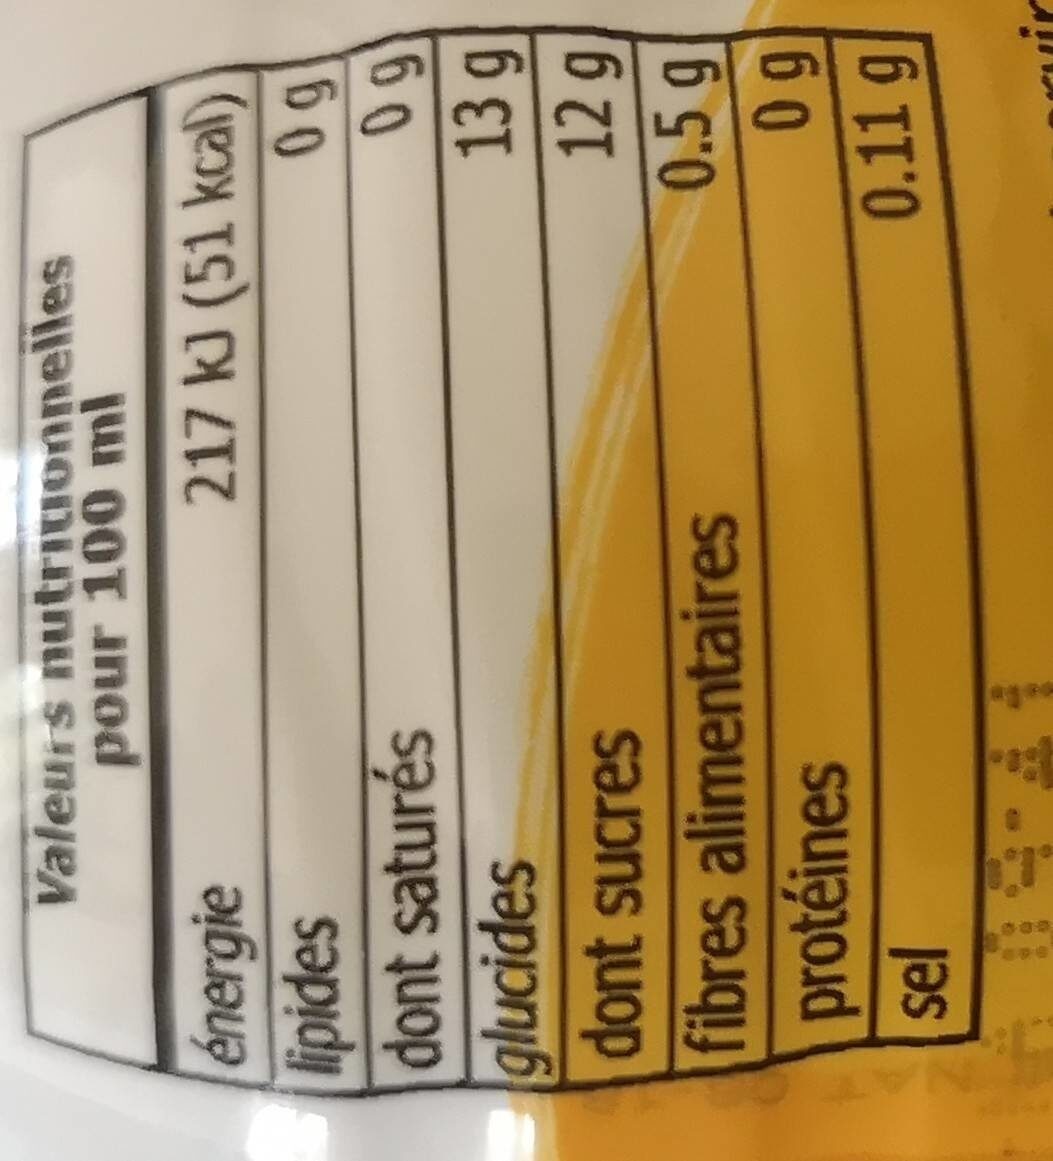 Valeurs nutritionnelles
pour 100 ml
énergie 217 kJ (51 kcal)
lipides 0 g
dont saturés 0 g
glucides 13 g
dont sucres 12 g
fibres alimentaires 0.5 g
protéines 0 g
sel 0.11 g